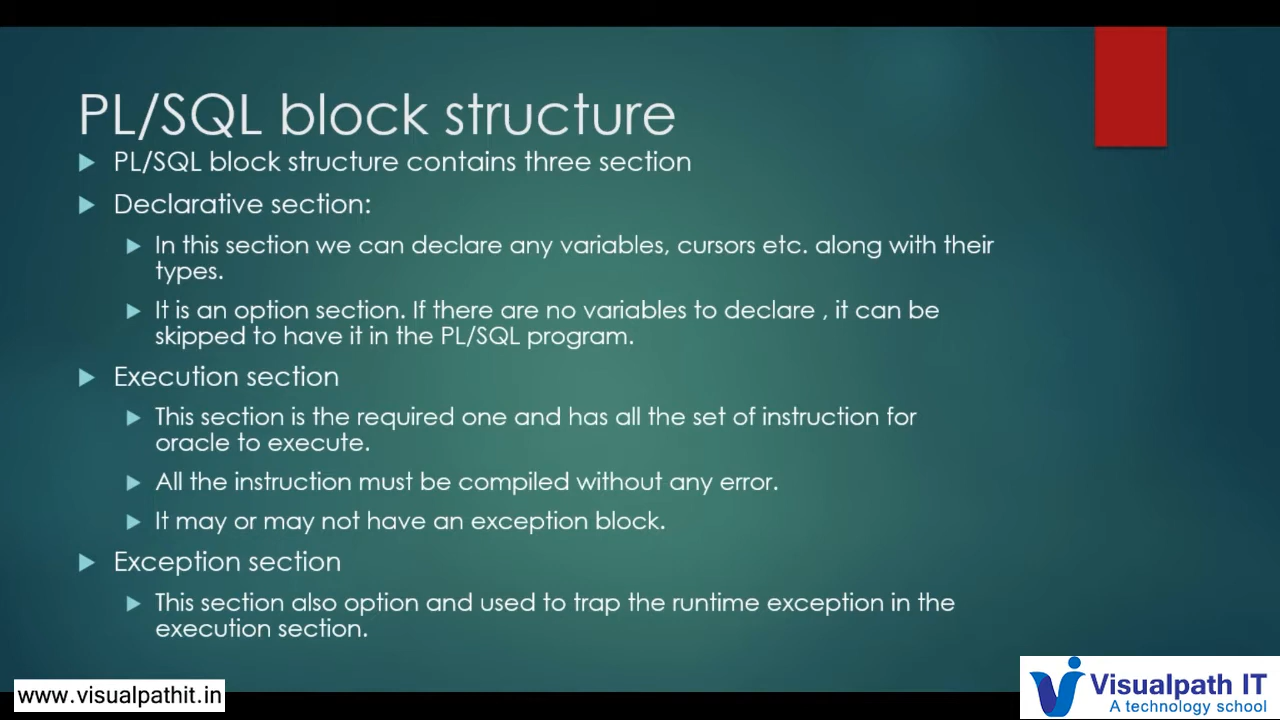 PL/SQL block structure
PL/SQL block structure contains three section
Declarative section:
In this section we can declare any variables, cursors etc. along with their
types.
It is an option section. If there are no variables to declare , it can be
skipped to have it in the PL/SQL program.
Execution section
This section is the required one and has all the set of instruction for
oracle to execute.
All the instruction must be compiled without any error.
It may or may not have an exception block.
Exception section
This section also option and used to trap the runtime exception in the
execution section.
www.visualpathit.in
Visualpath IT
A technology school